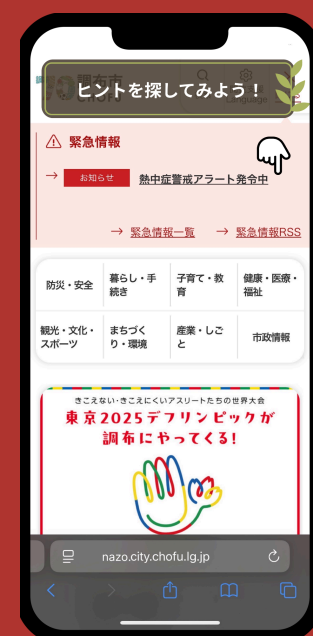 調布市
CHOFU
Language
ヒントを探してみよう！
緊急情報
→ お知らせ 熱中症警戒アラート発令中
→ 緊急情報一覧 → 緊急情報RSS
防災・安全
暮らし・手
続き
子育て・教
育
健康・医療・
福祉
観光・文化・
スポーツ
まちづく
り・環境
産業・しご
と
市政情報
きこえない・きこえにくいアスリートたちの世界大会
東京2025デフリンピックが
調布にやってくる!
nazo.city.chofu.lg.jp